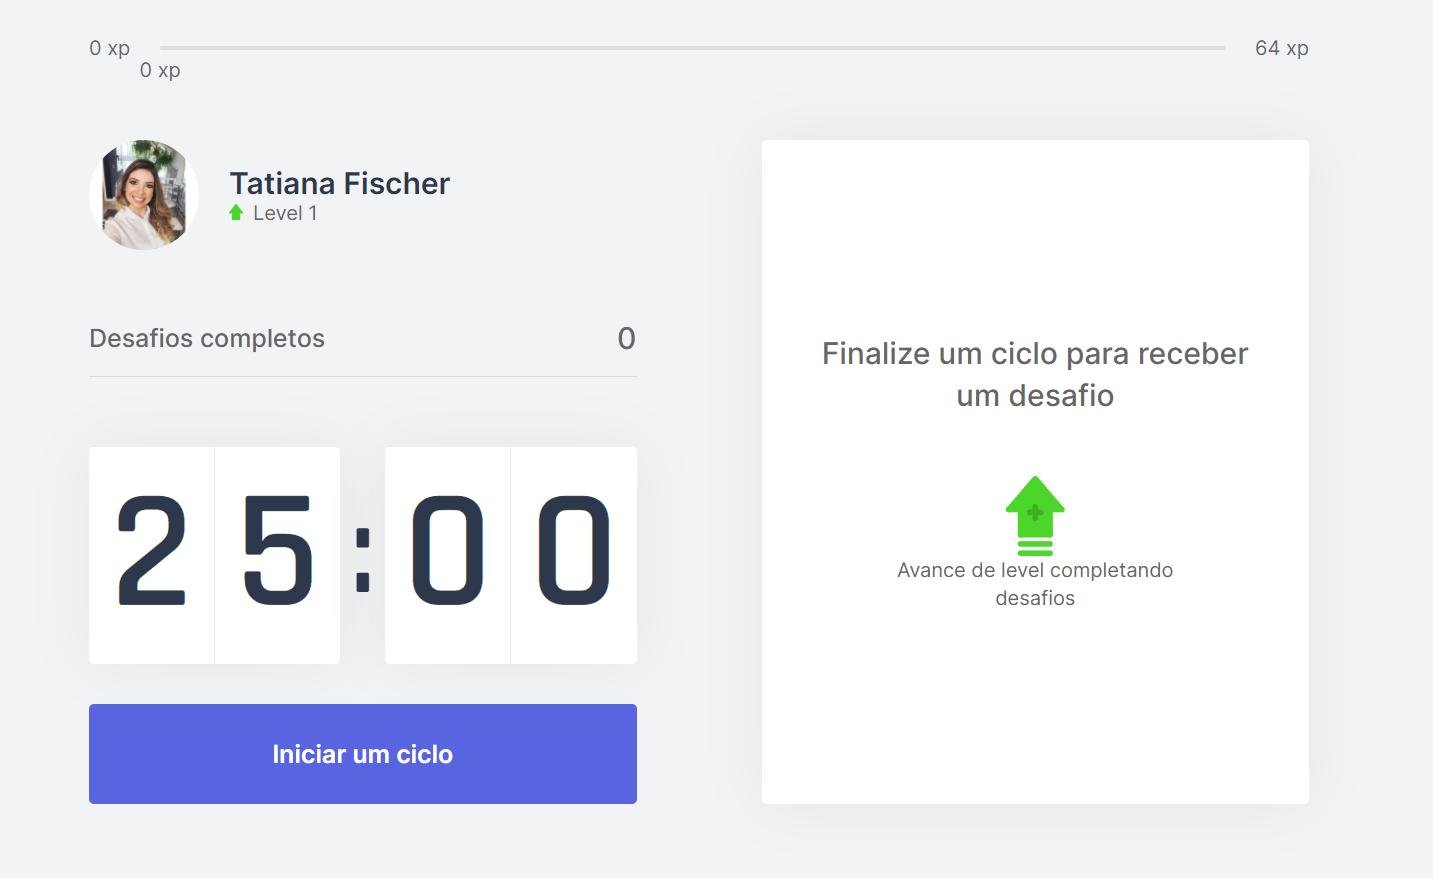 0 xp
64 xp
0 xp
Tatiana Fischer
Level 1
Desafios completos
0
25:00
Iniciar um ciclo
Finalize um ciclo para receber
um desafio
Avance de level completando
desafios